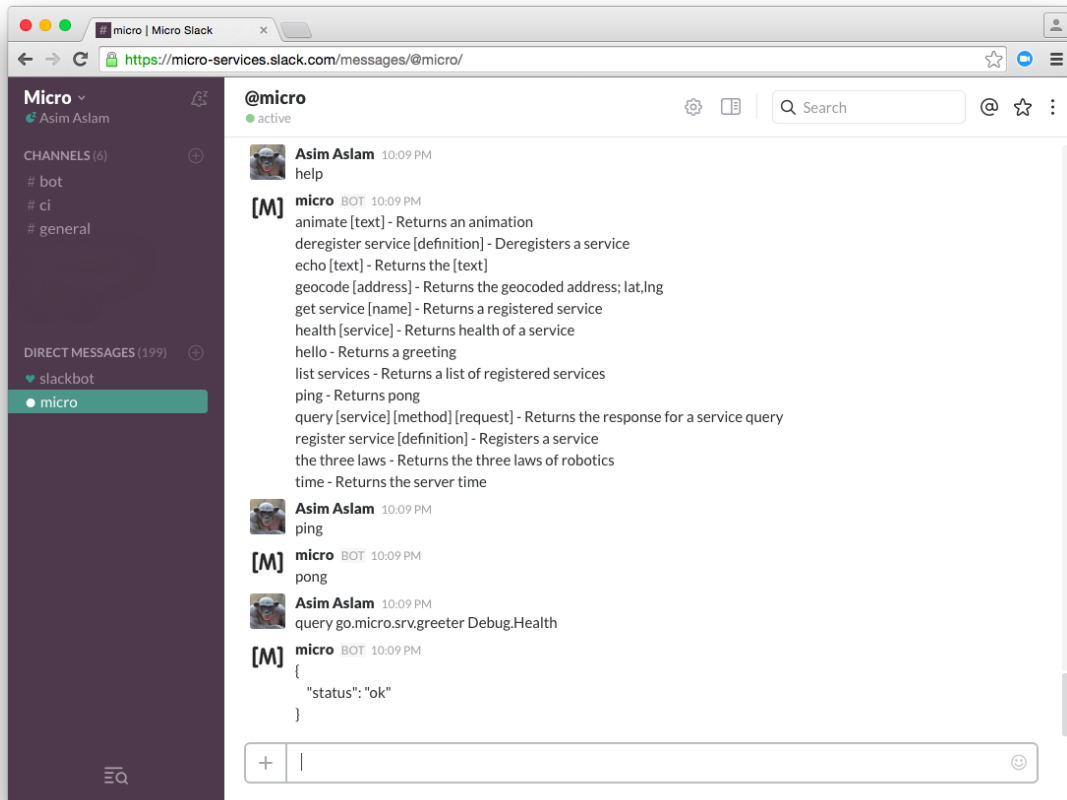 micro | Micro Slack
https://micro-services.slack.com/messages/@micro/
Micro
Asim Aslam
CHANNELS (6)
# bot
# ci
# general
DIRECT MESSAGES (199)
slackbot
micro
@micro
active
Search
Asim Aslam 10:09 PM
help
[M] micro BOT 10:09 PM
animate [text] - Returns an animation
deregister service [definition] - Deregisters a service
echo [text] - Returns the [text]
geocode [address] - Returns the geocoded address; lat,lng
get service [name] - Returns a registered service
health [service] - Returns health of a service
hello - Returns a greeting
list services - Returns a list of registered services
ping - Returns pong
query [service] [method] [request] - Returns the response for a service query
register service [definition] - Registers a service
the three laws - Returns the three laws of robotics
time - Returns the server time
Asim Aslam 10:09 PM
ping
[M] micro BOT 10:09 PM
pong
Asim Aslam 10:09 PM
query go.micro.srv.greeter Debug.Health
[M] micro BOT 10:09 PM
{
"status": "ok"
}